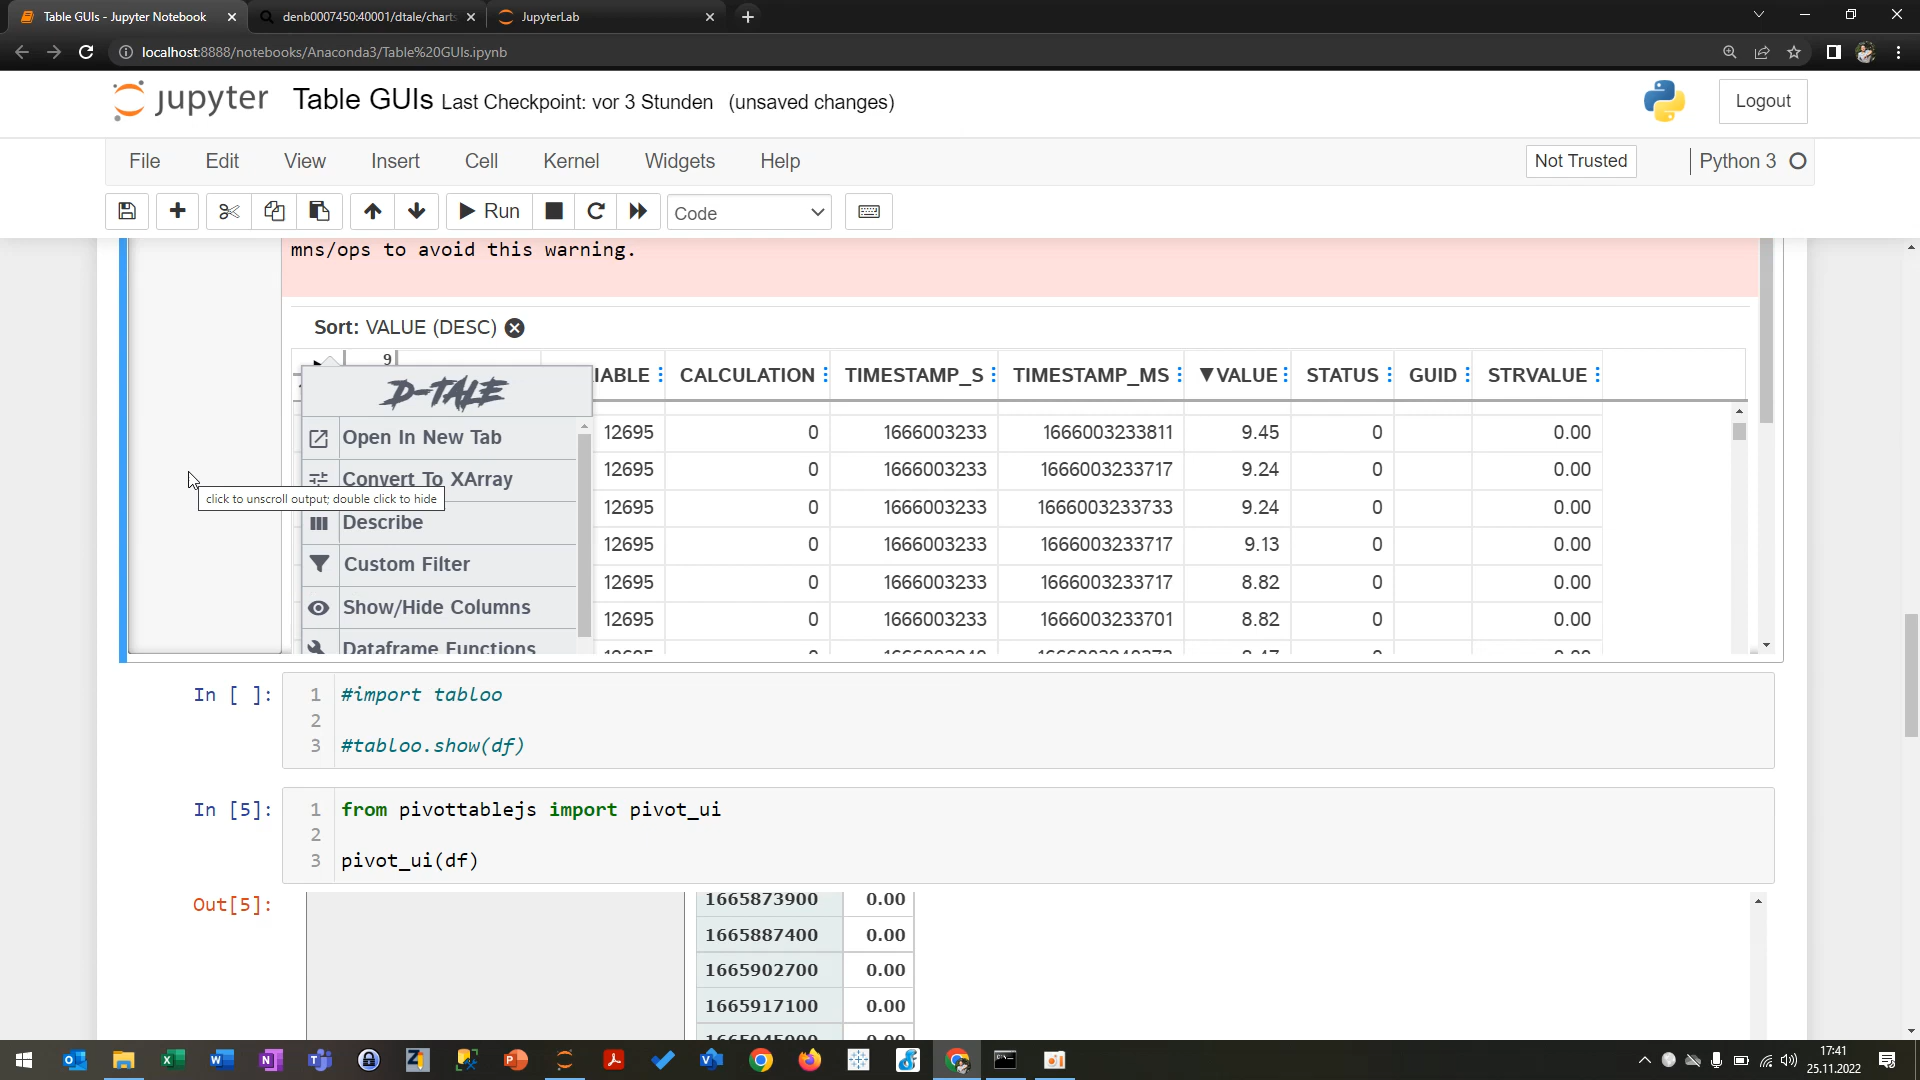 Table GUIs - Jupyter Notebook
denb0007450:40001/dtale/charts
JupyterLab
localhost:8888/notebooks/Anaconda3/Table%20GUIs.ipynb
jupyter
Table GUIs Last Checkpoint: vor 3 Stunden (unsaved changes)
Logout
File Edit View Insert Cell Kernel Widgets Help
Not Trusted
Python 3
Run
Code
mns/ops to avoid this warning.
Sort: VALUE (DESC)
9
D-TALE
Open In New Tab
Convert To XArray
click to unscroll output; double click to hide
Describe
Custom Filter
Show/Hide Columns
Dataframe Functions
IABLE CALCULATION TIMESTAMP_S TIMESTAMP_MS ▼VALUE STATUS GUID STRVALUE
12695 0 1666003233 1666003233811 9.45 0 0.00
12695 0 1666003233 1666003233717 9.24 0 0.00
12695 0 1666003233 1666003233733 9.24 0 0.00
12695 0 1666003233 1666003233717 9.13 0 0.00
12695 0 1666003233 1666003233717 8.82 0 0.00
12695 0 1666003233 1666003233701 8.82 0 0.00
In [ ]:
1 #import tabloo
2
3 #tabloo.show(df)
In [5]:
1 from pivottablejs import pivot_ui
2
3 pivot_ui(df)
Out[5]:
1665873900 0.00
1665887400 0.00
1665902700 0.00
1665917100 0.00
17:41
25.11.2022